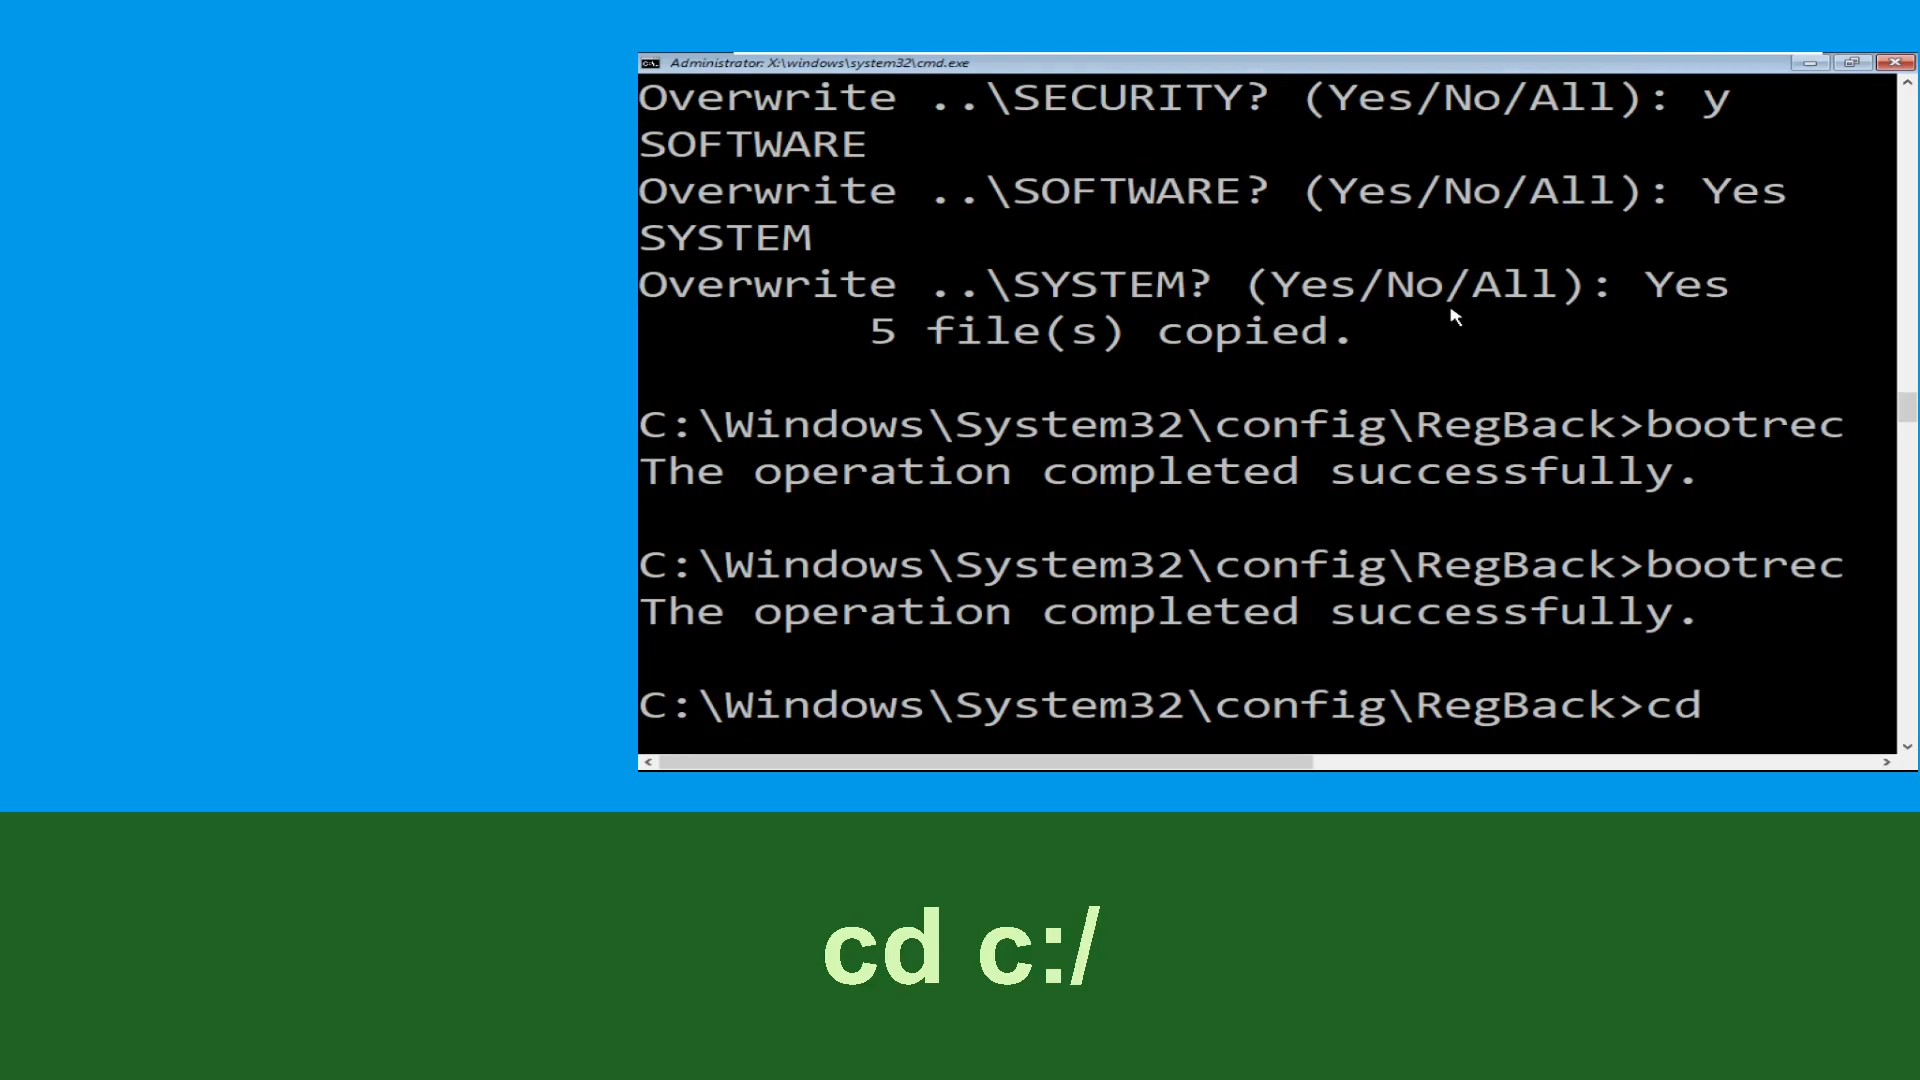 Administrator: X:\windows\system32\cmd.exe
Overwrite ..\SECURITY? (Yes/No/All): y
SOFTWARE
Overwrite ..\SOFTWARE? (Yes/No/All): Yes
SYSTEM
Overwrite ..\SYSTEM? (Yes/No/All): Yes
5 file(s) copied.
C:\Windows\System32\config\RegBack>bootrec
The operation completed successfully.
C:\Windows\System32\config\RegBack>bootrec
The operation completed successfully.
C:\Windows\System32\config\RegBack>cd
cd c:/